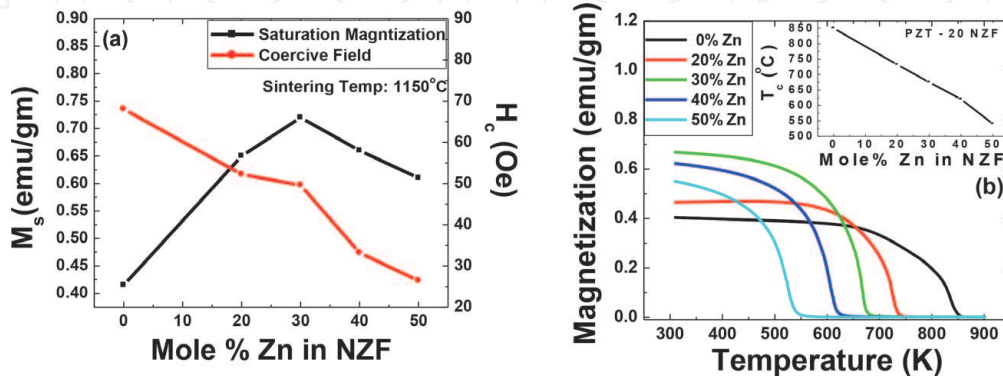 (a)
Saturation Magntization
Coercive Field
Sintering Temp: 1150°C
0.90
0.85
0.80
0.75
0.70
0.65
0.60
0.55
0.50
0.45
0.40
Ms(emu/gm)
90
80
70
60
50
40
30
20
Hc (Oe)
0 10 20 30 40 50
Mole % Zn in NZF
(b)
0% Zn
20% Zn
30% Zn
40% Zn
50% Zn
1.2
1.0
0.8
0.6
0.4
0.2
0.0
Magnetization (emu/gm)
300 400 500 600 700 800 900
Temperature (K)
PZT - 20 NZF
850
800
750
700
650
600
550
500
Tc (°C)
0 10 20 30 40 50
Mole% Zn in NZF